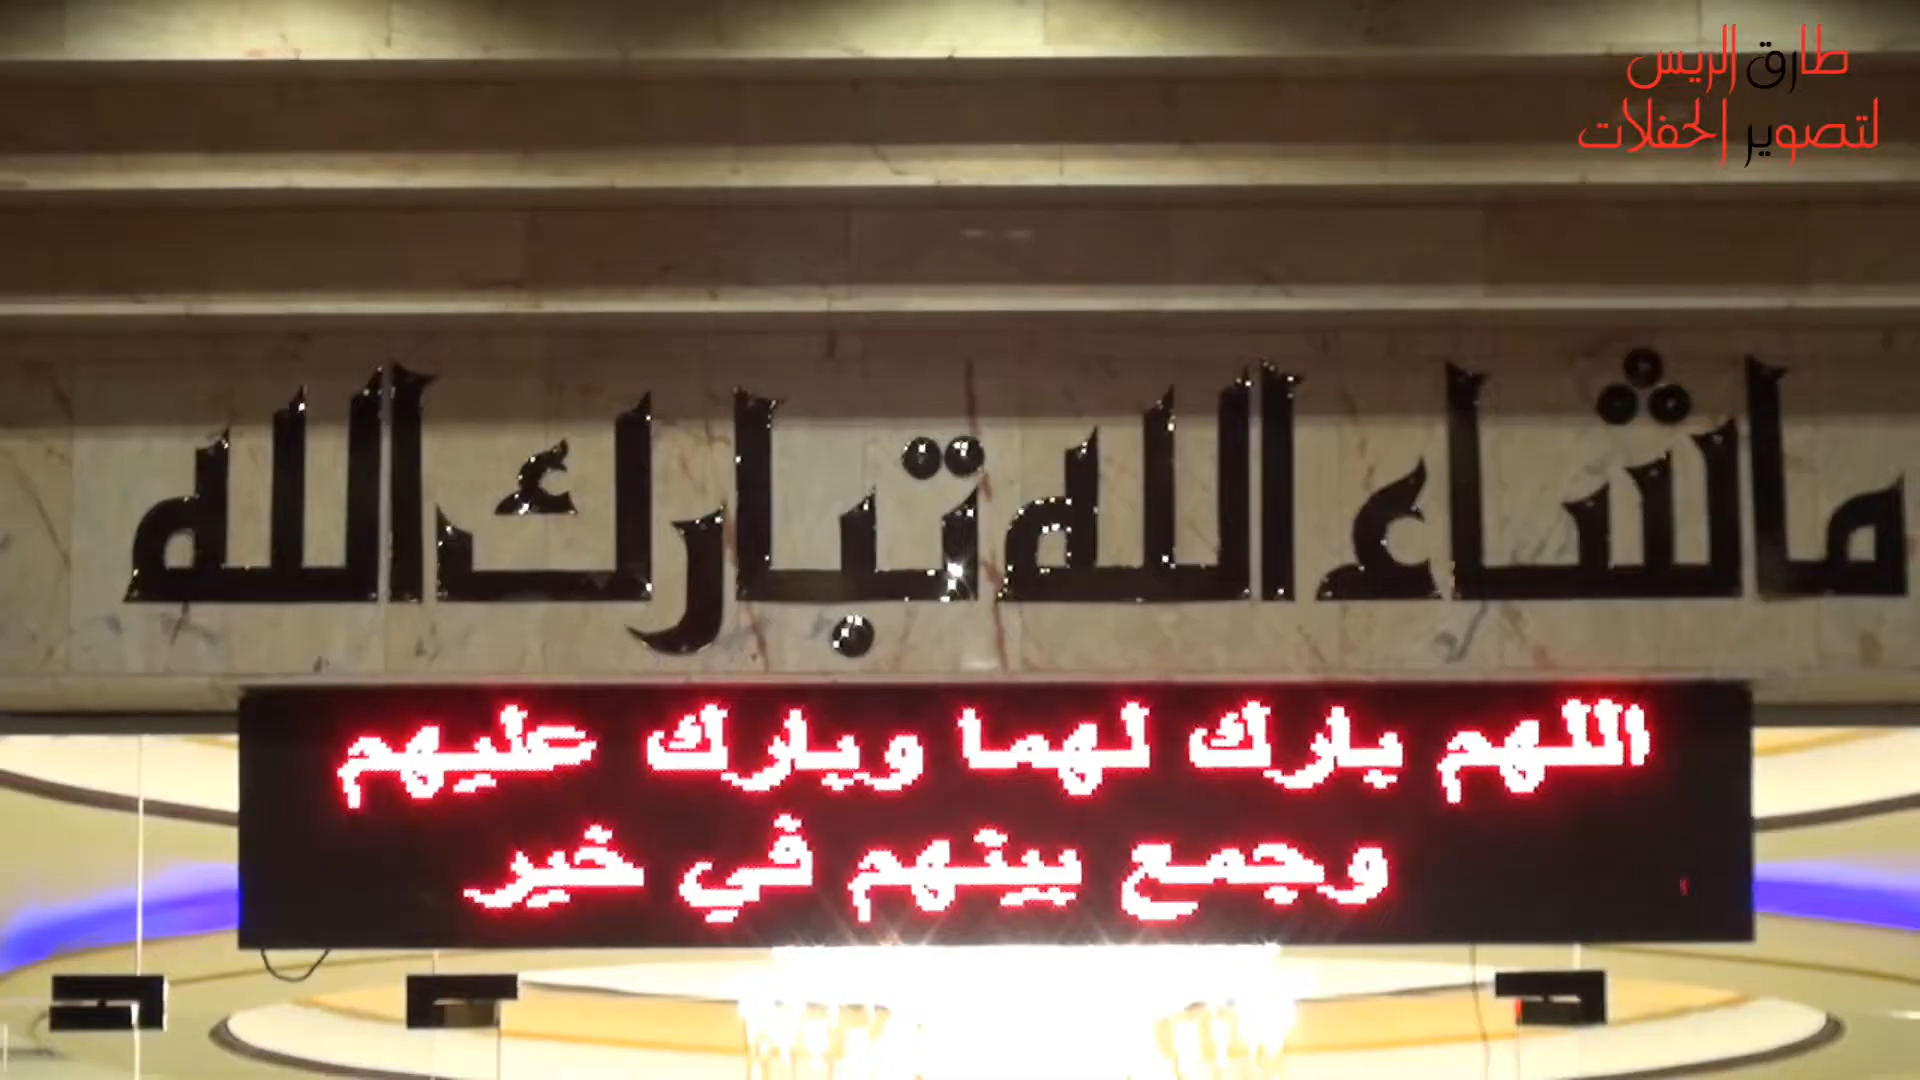 طارق الريس
لتصوير الحفلات
ماشاء الله تبارك الله
اللهم بارك لهما وبارك عليهم
وجمع بينهم في خير